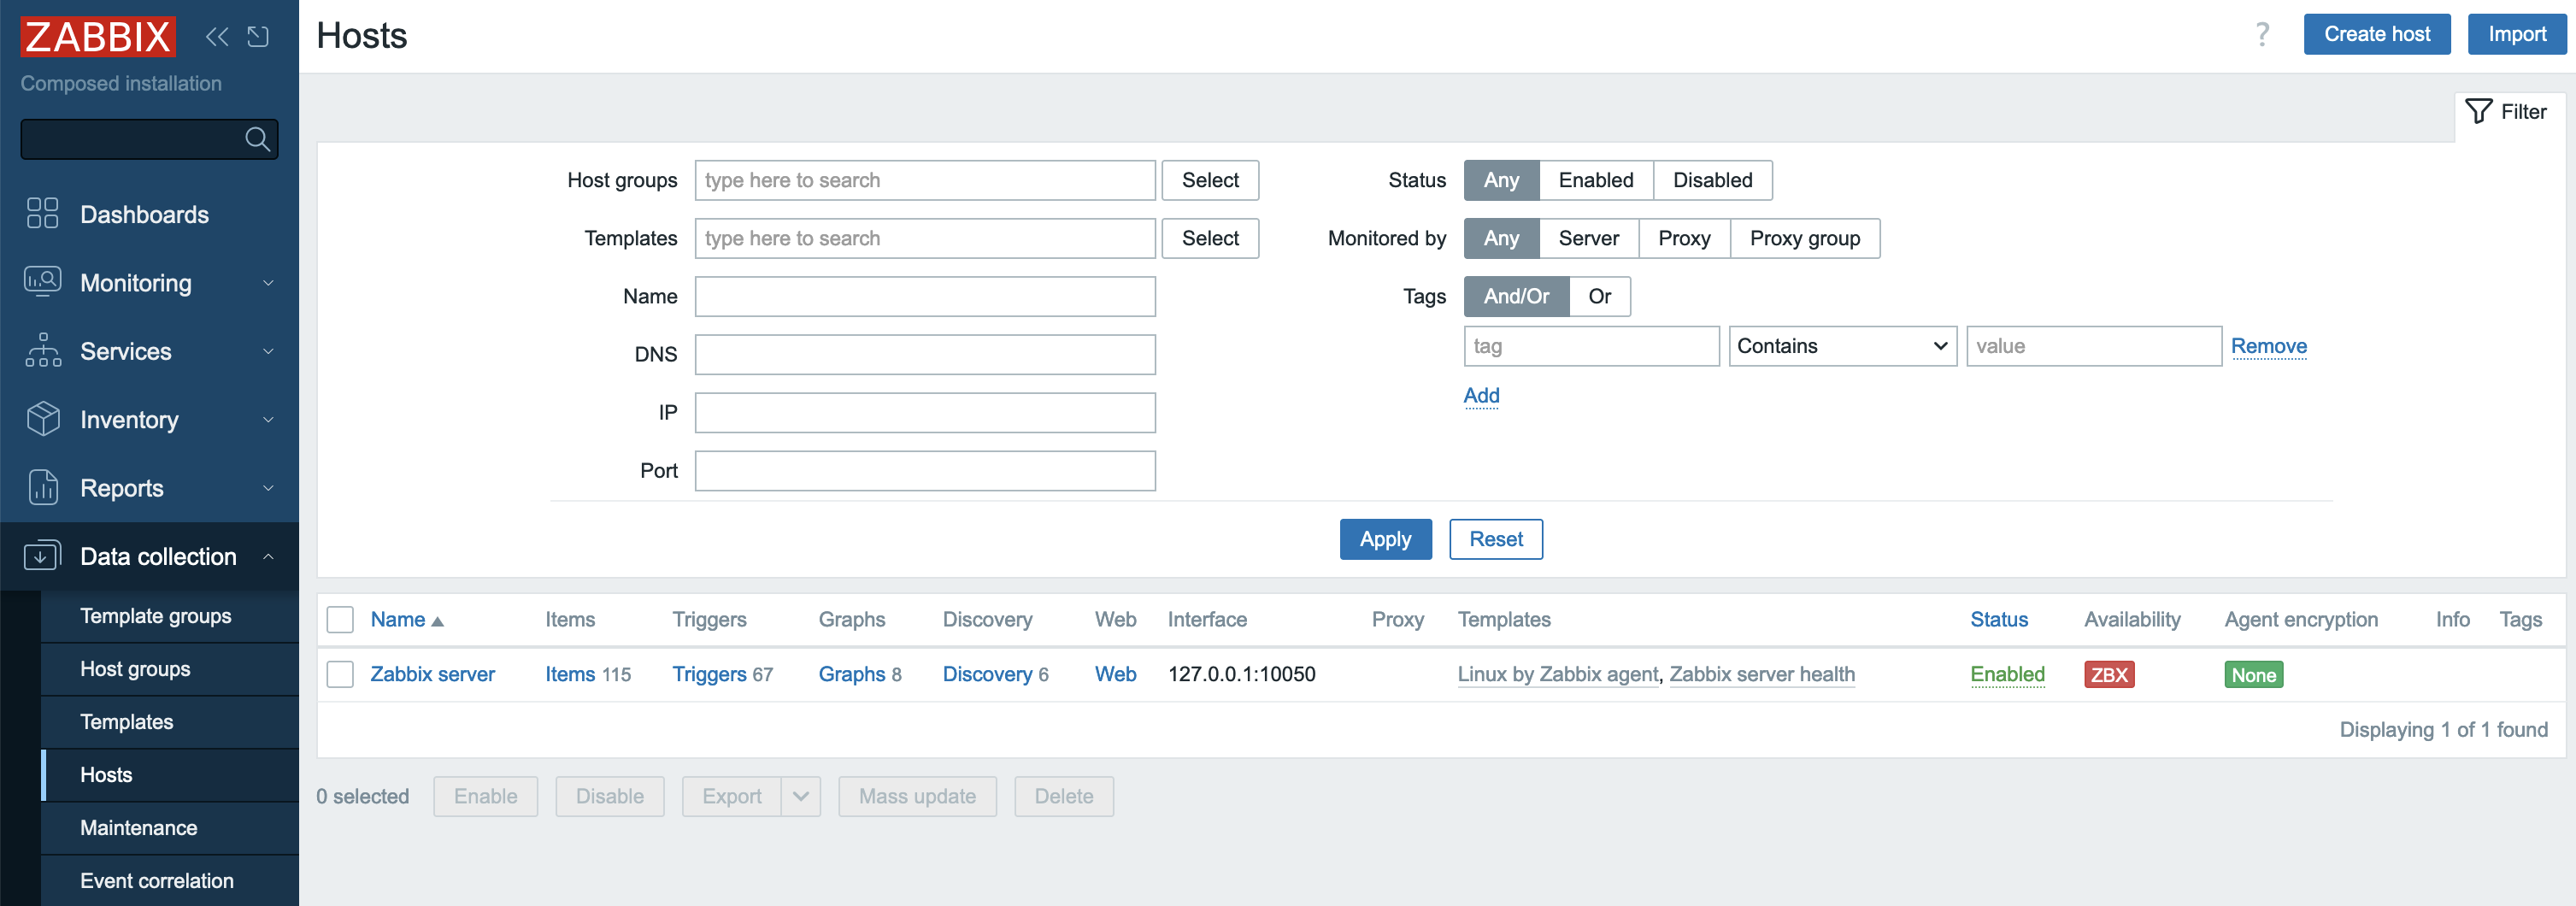 ZABBIX
Composed installation
Dashboards
Monitoring
Services
Inventory
Reports
Data collection
Template groups
Host groups
Templates
Hosts
Maintenance
Event correlation
Hosts
? Create host Import
Filter
Host groups type here to search Select
Templates type here to search Select
Name
DNS
IP
Port
Status Any Enabled Disabled
Monitored by Any Server Proxy Proxy group
Tags And/Or Or
tag Contains value Remove
Add
Apply Reset
Name Items Triggers Graphs Discovery Web Interface Proxy Templates Status Availability Agent encryption Info Tags
Zabbix server Items 115 Triggers 67 Graphs 8 Discovery 6 Web 127.0.0.1:10050 Linux by Zabbix agent, Zabbix server health Enabled ZBX None
Displaying 1 of 1 found
0 selected Enable Disable Export Mass update Delete